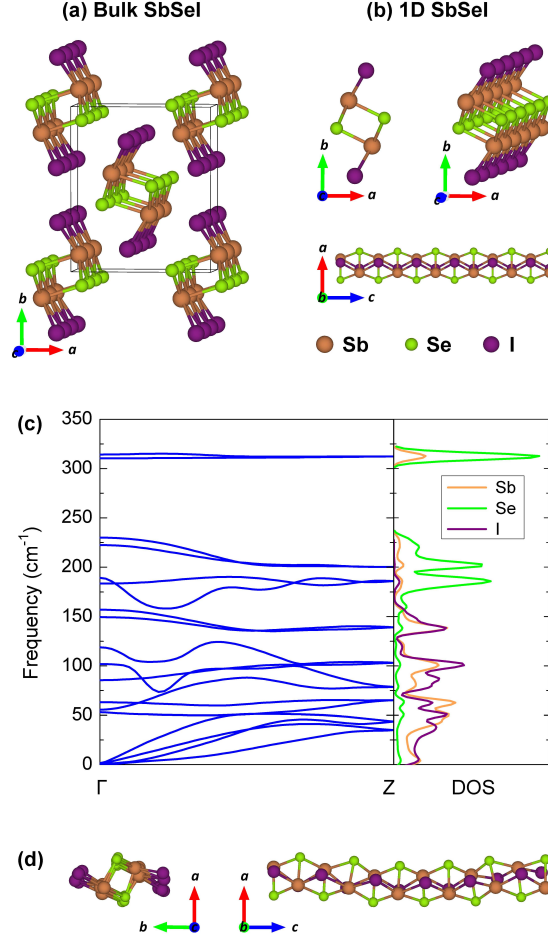 (a) Bulk SbSeI
(b) 1D SbSeI
b
a
c
b
a
c
b
a
c
a
b
c
Sb Se I
(c)
350
300
250
200
150
100
50
0
Frequency (cm⁻¹)
Γ Z DOS
Sb
Se
I
(d)
a
b
c
a
b
c